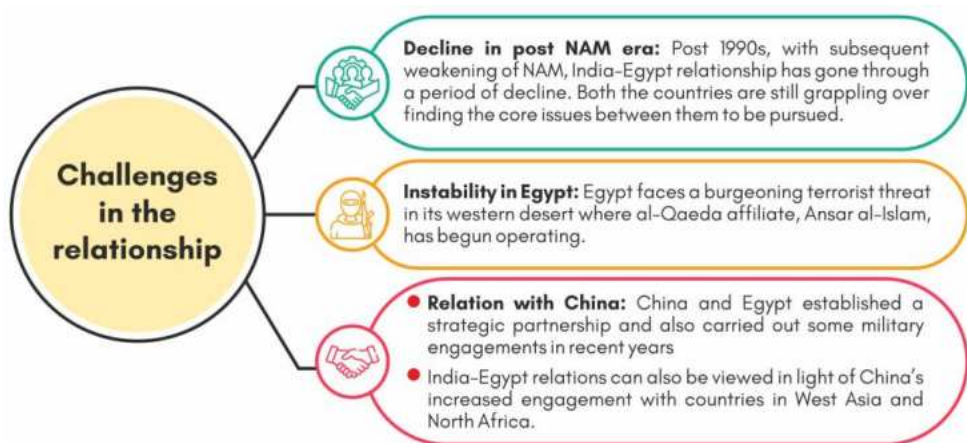 Challenges
in the
relationship
Decline in post NAM era: Post 1990s, with subsequent
weakening of NAM, India-Egypt relationship has gone through
a period of decline. Both the countries are still grappling over
finding the core issues between them to be pursued.
Instability in Egypt: Egypt faces a burgeoning terrorist threat
in its western desert where al-Qaeda affiliate, Ansar al-Islam,
has begun operating.
● Relation with China: China and Egypt established a
strategic partnership and also carried out some military
engagements in recent years
● India-Egypt relations can also be viewed in light of China's
increased engagement with countries in West Asia and
North Africa.